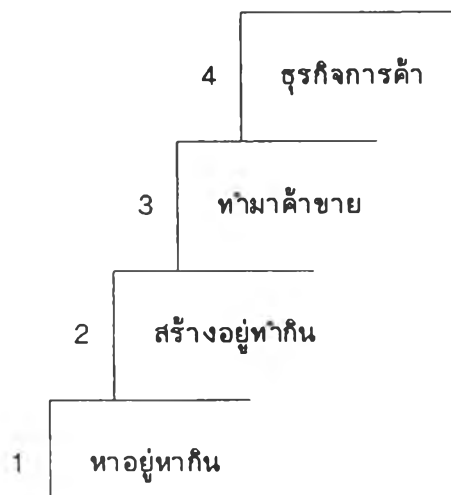 4 ธุรกิจการค้า
3 ทำมาค้าขาย
2 สร้างอยู่ทำกิน
1 หาอยู่หากิน